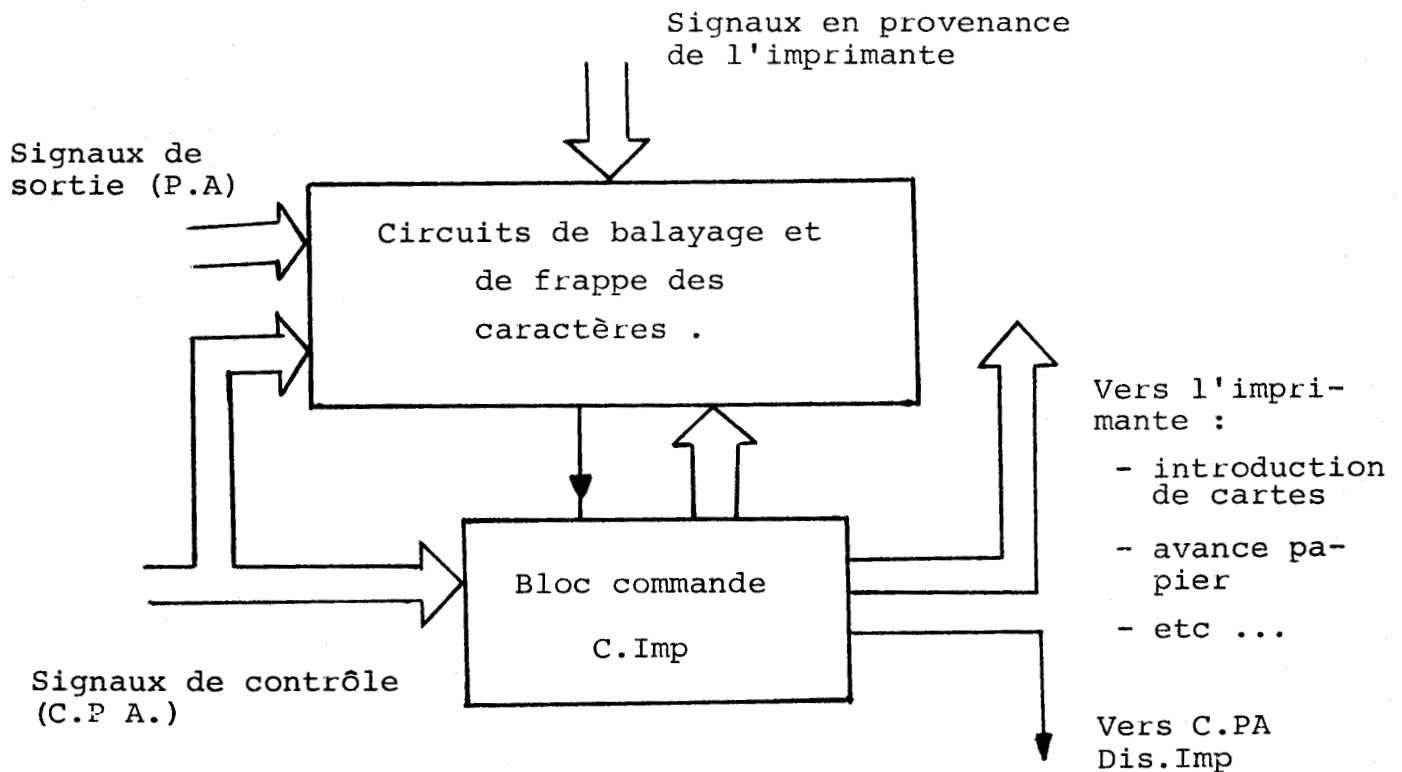 Signaux en provenance
de l'imprimante
Signaux de
sortie (P.A)
Circuits de balayage et
de frappe des
caractères .
Vers l'impri-
mante :
- introduction
de cartes
- avance pa-
pier
- etc ...
Bloc commande
C.Imp
Signaux de contrôle
(C.P A.)
Vers C.PA
Dis.Imp